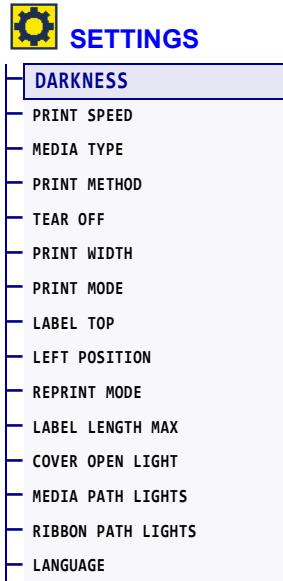 SETTINGS
DARKNESS
PRINT SPEED
MEDIA TYPE
PRINT METHOD
TEAR OFF
PRINT WIDTH
PRINT MODE
LABEL TOP
LEFT POSITION
REPRINT MODE
LABEL LENGTH MAX
COVER OPEN LIGHT
MEDIA PATH LIGHTS
RIBBON PATH LIGHTS
LANGUAGE